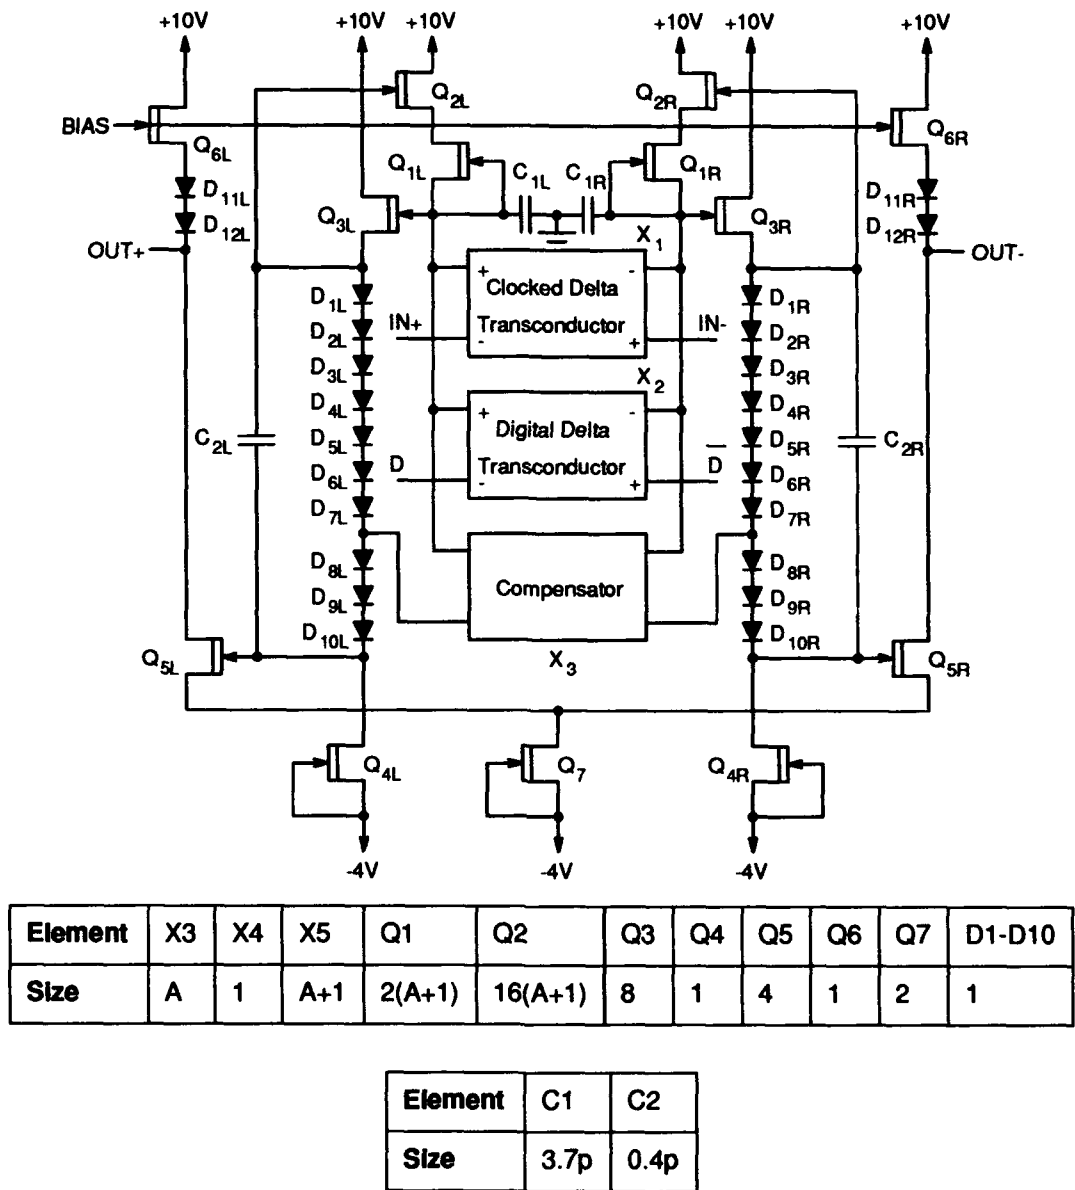 +10V +10V +10V +10V +10V +10V
Q2L Q2R
BIAS
Q6L Q6R
Q1L C1L C1R Q1R
D11L D11R
D12L D12R
Q3L Q3R
X1
OUT+ OUT-
+ Clocked Delta -
D1L D1R
IN+ - Transconductor + IN-
D2L D2R
D3L D3R
X2
D4L D4R
+ Digital Delta -
C2L D5L D5R C2R
D - Transconductor + D̅
D6L D6R
D7L D7R
D8L D8R
Compensator
D9L D9R
D10L D10R
Q5L X3 Q5R
Q4L Q7 Q4R
-4V -4V -4V
Element X3 X4 X5 Q1 Q2 Q3 Q4 Q5 Q6 Q7 D1-D10
Size A 1 A+1 2(A+1) 16(A+1) 8 1 4 1 2 1
Element C1 C2
Size 3.7p 0.4p